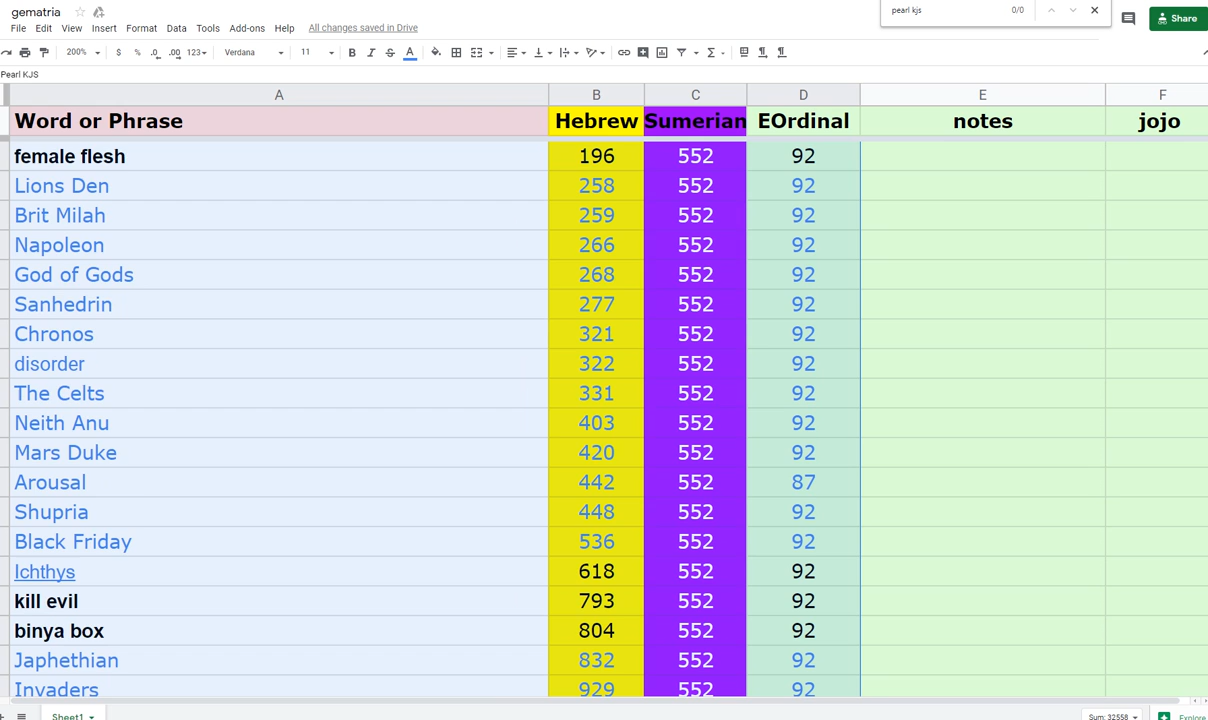 gematria
pearl kjs 0/0
Share
File Edit View Insert Format Data Tools Add-ons Help All changes saved in Drive
200% $ % .0 .00 123 Verdana 11 B I S A
Pearl KJS
A B C D E F
Word or Phrase Hebrew Sumerian EOrdinal notes jojo
female flesh 196 552 92
Lions Den 258 552 92
Brit Milah 259 552 92
Napoleon 266 552 92
God of Gods 268 552 92
Sanhedrin 277 552 92
Chronos 321 552 92
disorder 322 552 92
The Celts 331 552 92
Neith Anu 403 552 92
Mars Duke 420 552 92
Arousal 442 552 87
Shupria 448 552 92
Black Friday 536 552 92
Ichthys 618 552 92
kill evil 793 552 92
binya box 804 552 92
Japhethian 832 552 92
Invaders 929 552 92
Sheet1 Sum: 32558 Explore